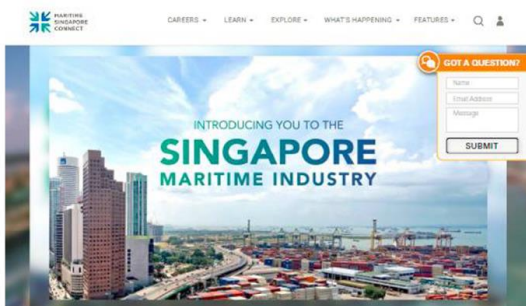 MARITIME
SINGAPORE
CONNECT
CAREERS
LEARN
EXPLORE
WHAT'S HAPPENING
FEATURES
GOT A QUESTION?
Name
Email Address
Message
SUBMIT
INTRODUCING YOU TO THE
SINGAPORE
MARITIME INDUSTRY